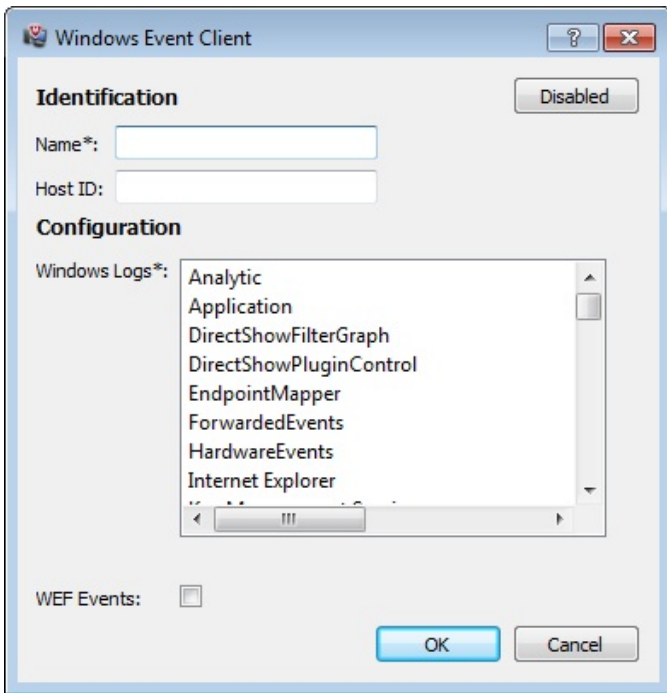 Windows Event Client
Identification
Disabled
Name*:
Host ID:
Configuration
Windows Logs*:
Analytic
Application
DirectShowFilterGraph
DirectShowPluginControl
EndpointMapper
ForwardedEvents
HardwareEvents
Internet Explorer
WEF Events:
OK
Cancel